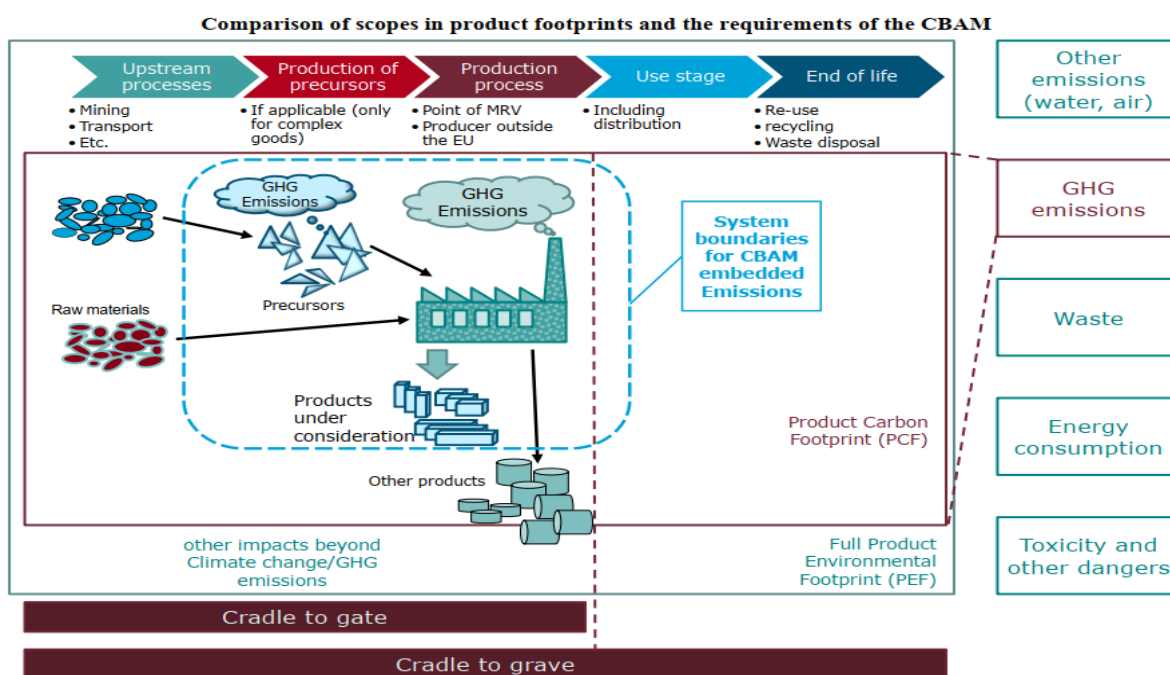 Comparison of scopes in product footprints and the requirements of the CBAM
Upstream
processes
Production of
precursors
Production
process
Use stage
End of life
• Mining
• Transport
• Etc.
• If applicable (only
for complex
goods)
• Point of MRV
• Producer outside
the EU
• Including
distribution
• Re-use
• recycling
• Waste disposal
GHG
Emissions
GHG
Emissions
Precursors
Raw materials
System
boundaries
for CBAM
embedded
Emissions
Products
under
consideration
Other products
Product Carbon
Footprint (PCF)
other impacts beyond
Climate change/GHG
emissions
Full Product
Environmental
Footprint (PEF)
Cradle to gate
Cradle to grave
Other
emissions
(water, air)
GHG
emissions
Waste
Energy
consumption
Toxicity and
other dangers